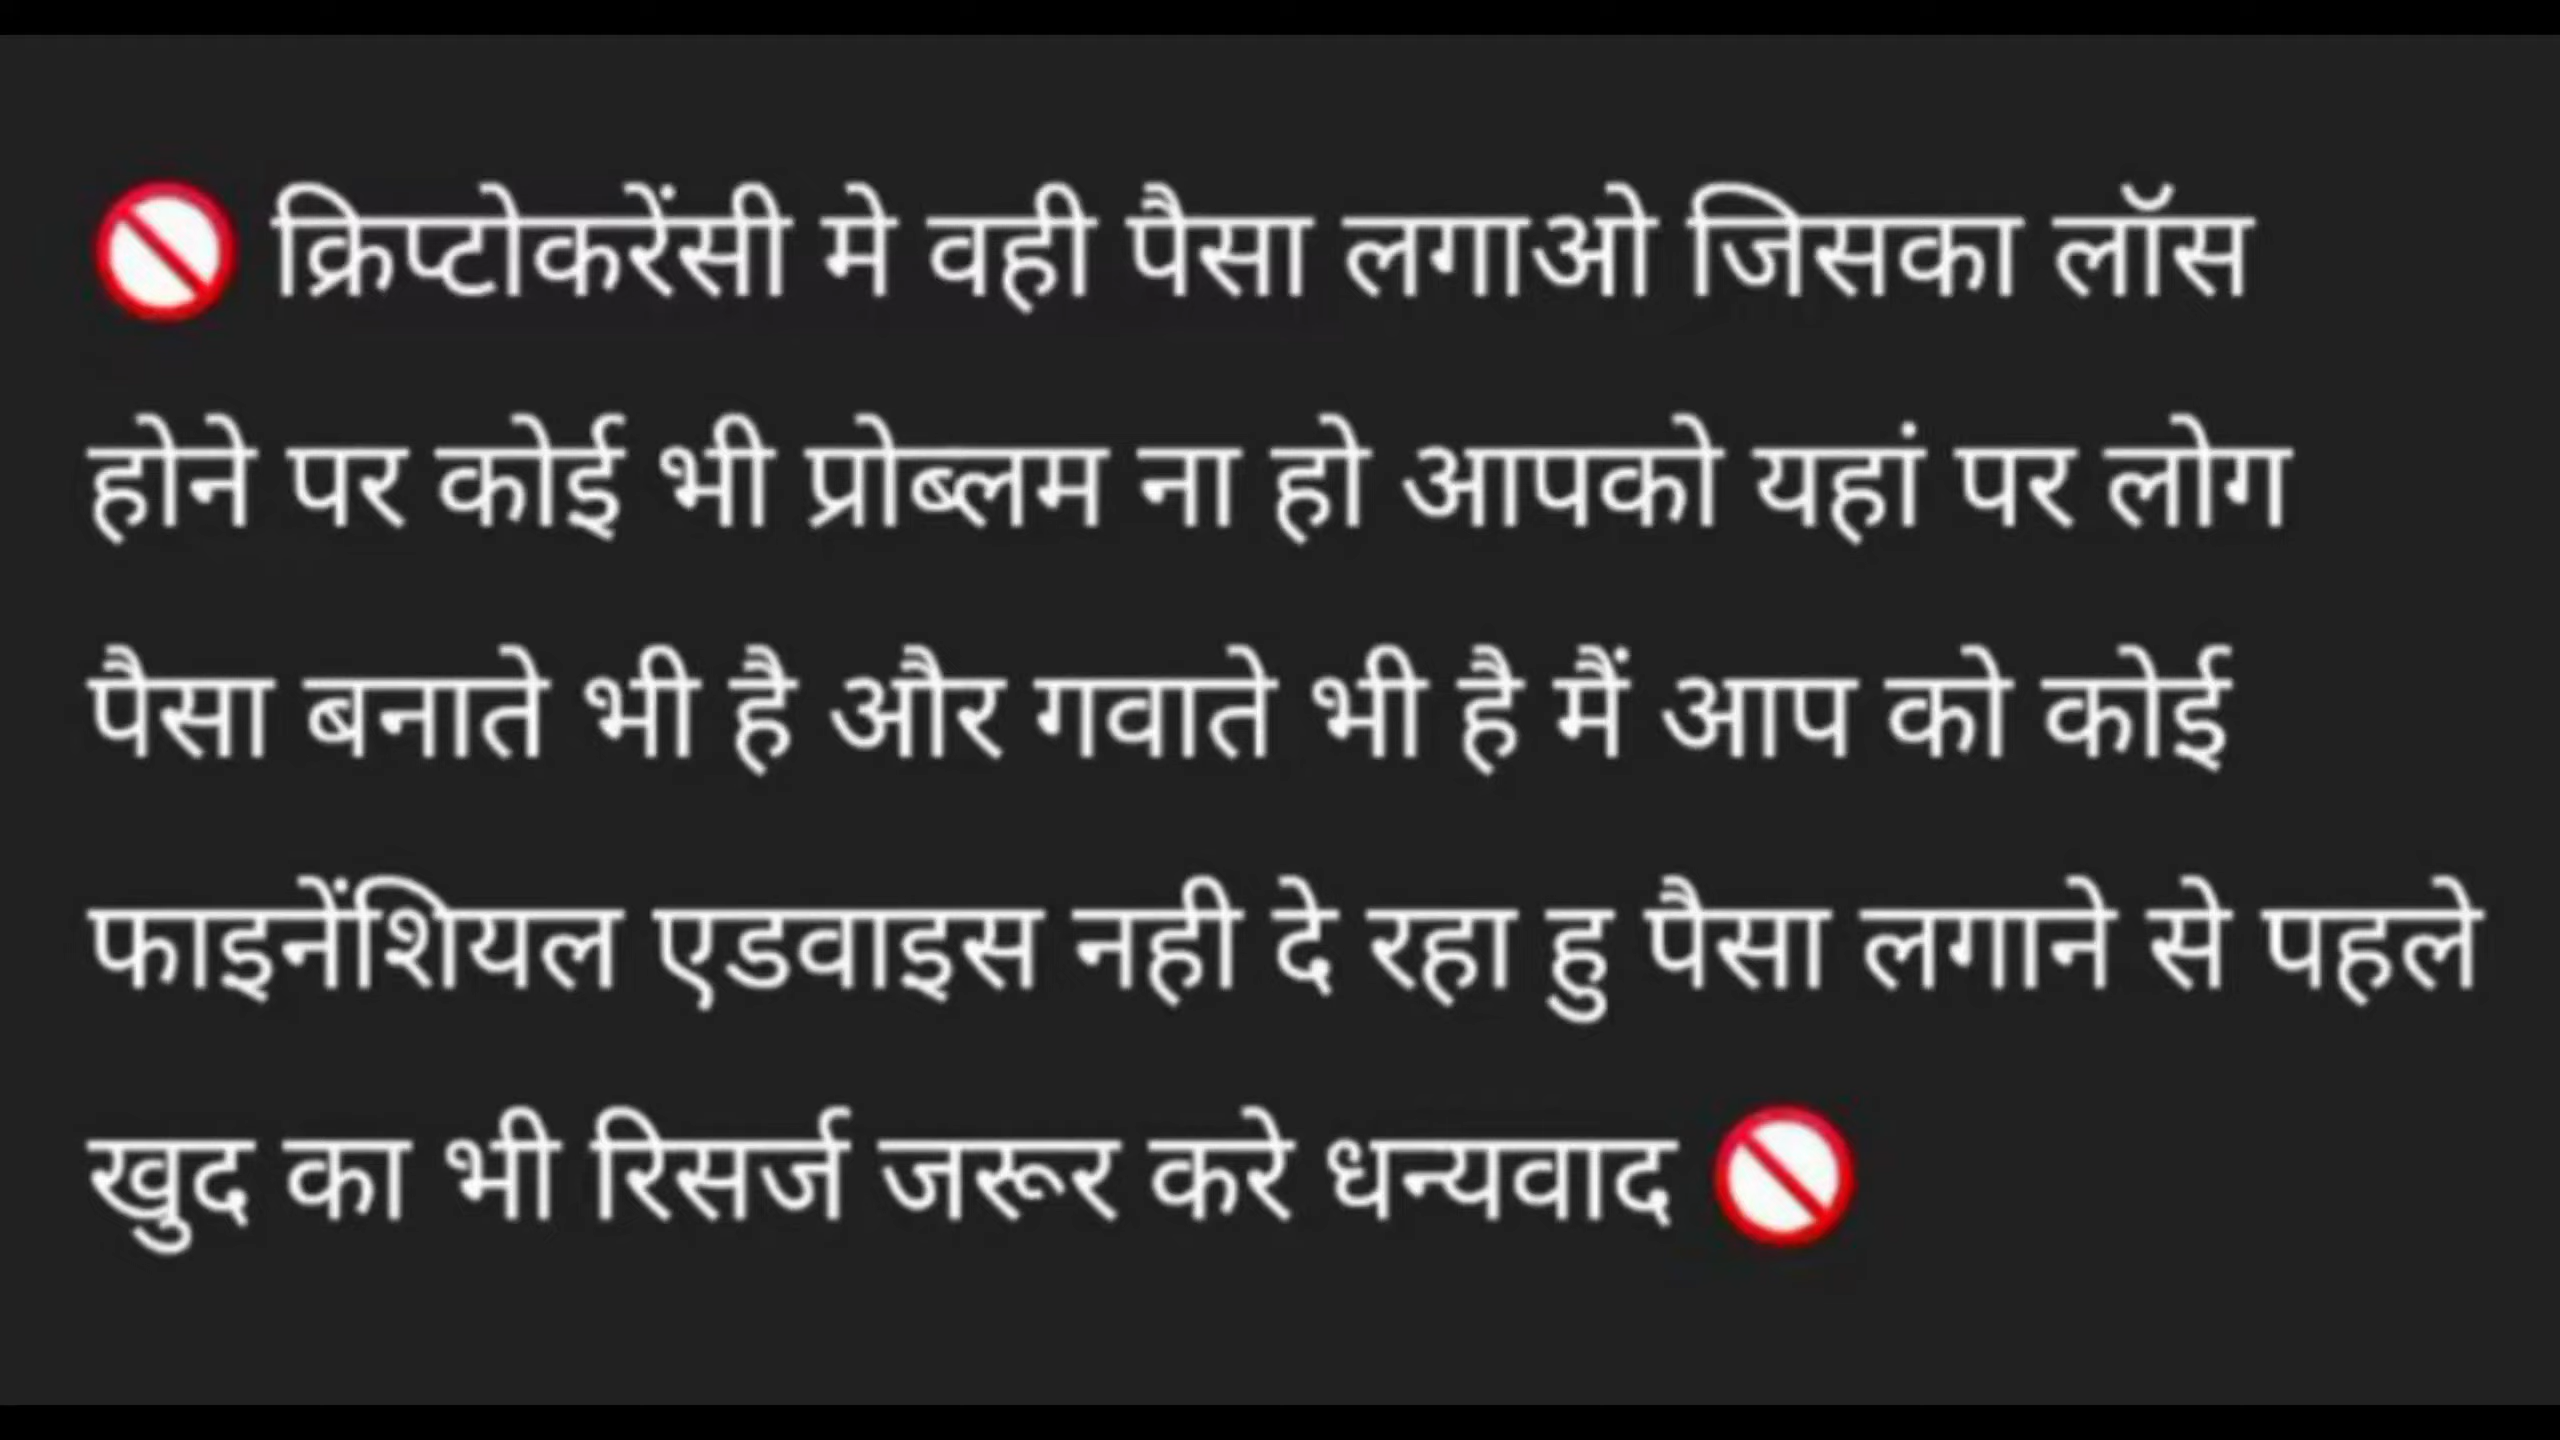 🚫 क्रिप्टोकरेंसी मे वही पैसा लगाओ जिसका लॉस
होने पर कोई भी प्रोब्लम ना हो आपको यहां पर लोग
पैसा बनाते भी है और गवाते भी है मैं आप को कोई
फाइनेंशियल एडवाइस नही दे रहा हु पैसा लगाने से पहले
खुद का भी रिसर्ज जरूर करे धन्यवाद 🚫